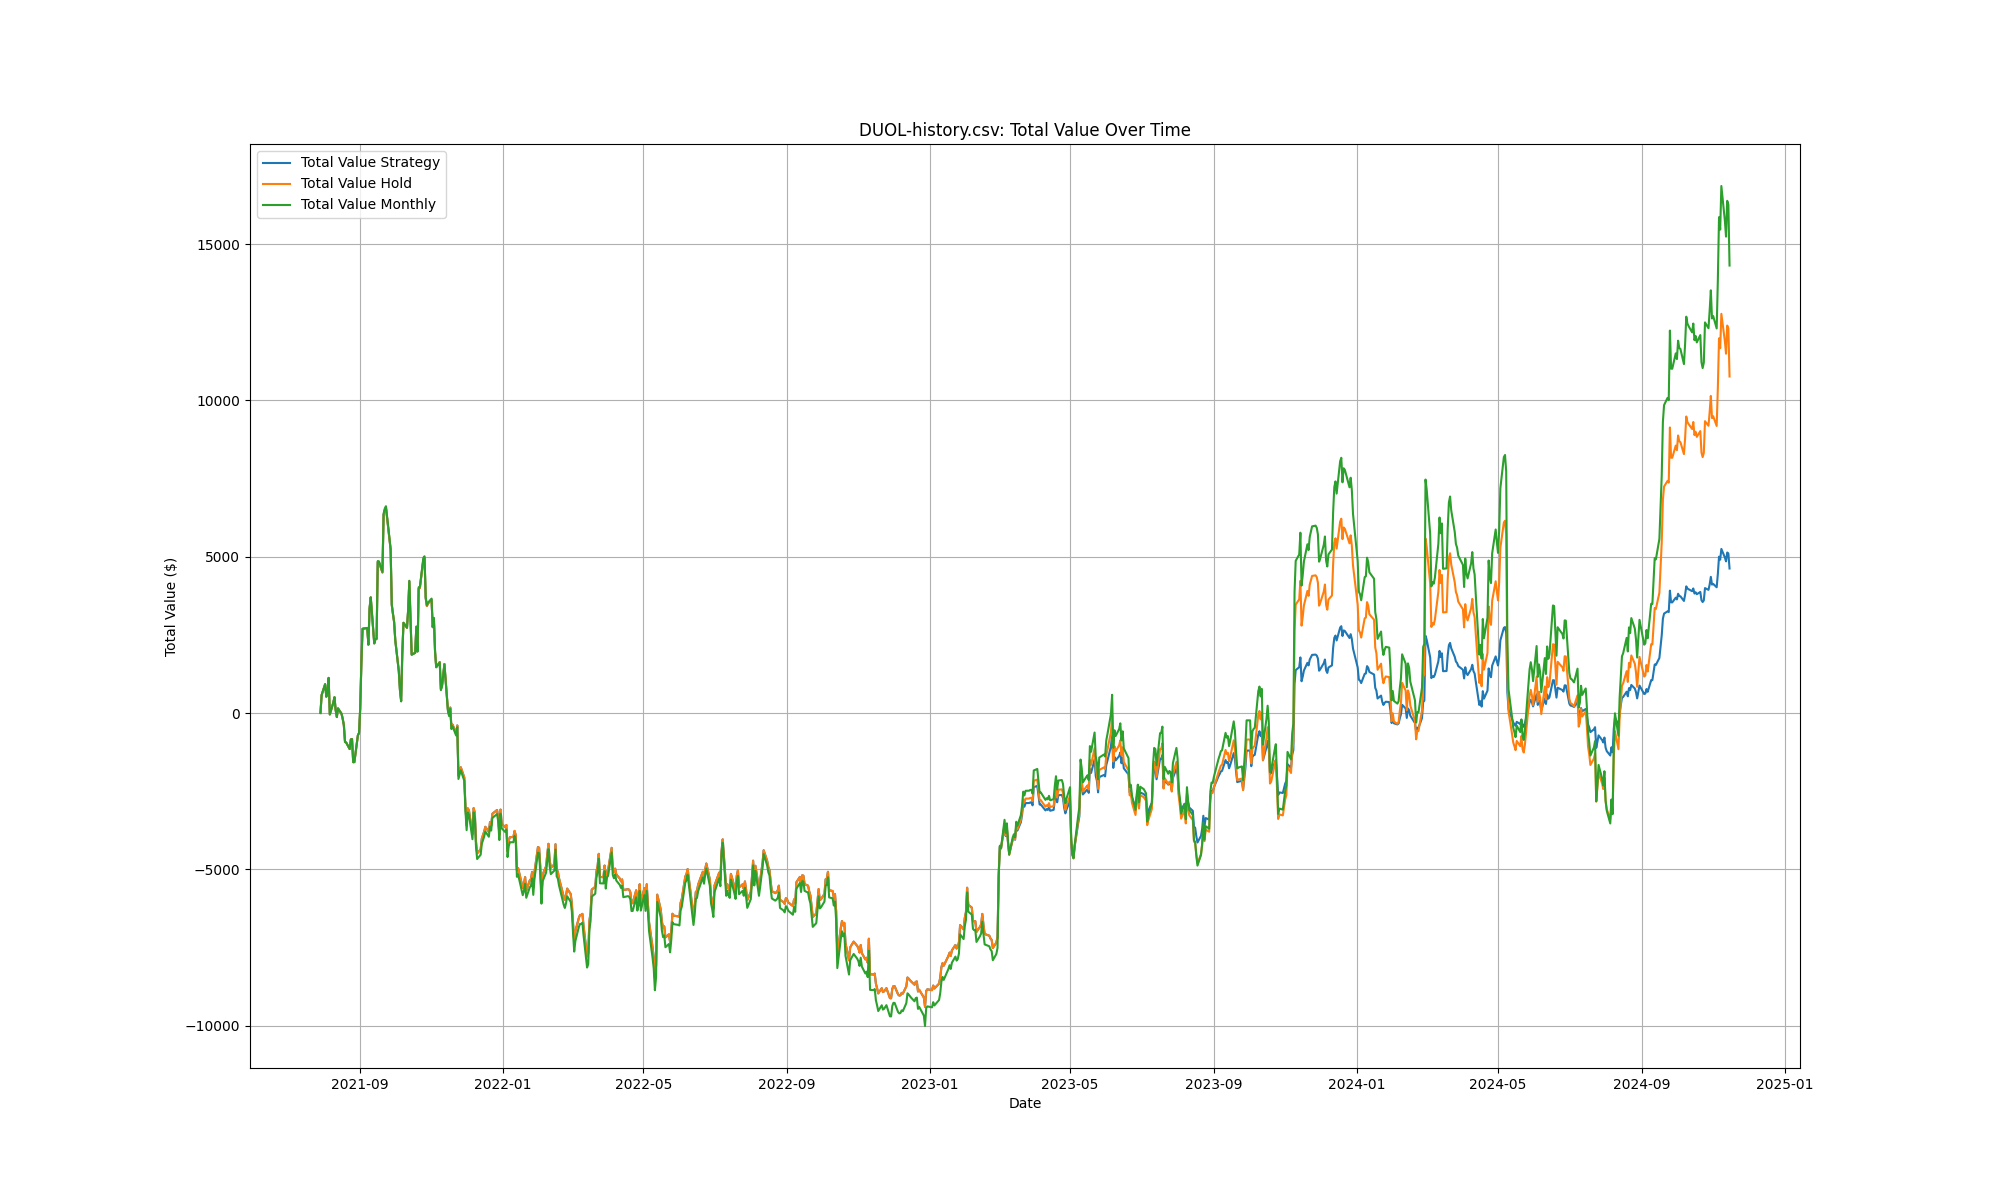 DUOL-history.csv: Total Value Over Time
Total Value Strategy
Total Value Hold
Total Value Monthly
Total Value ($)
15000
10000
5000
0
−5000
−10000
2021-09
2022-01
2022-05
2022-09
2023-01
2023-05
2023-09
2024-01
2024-05
2024-09
2025-01
Date